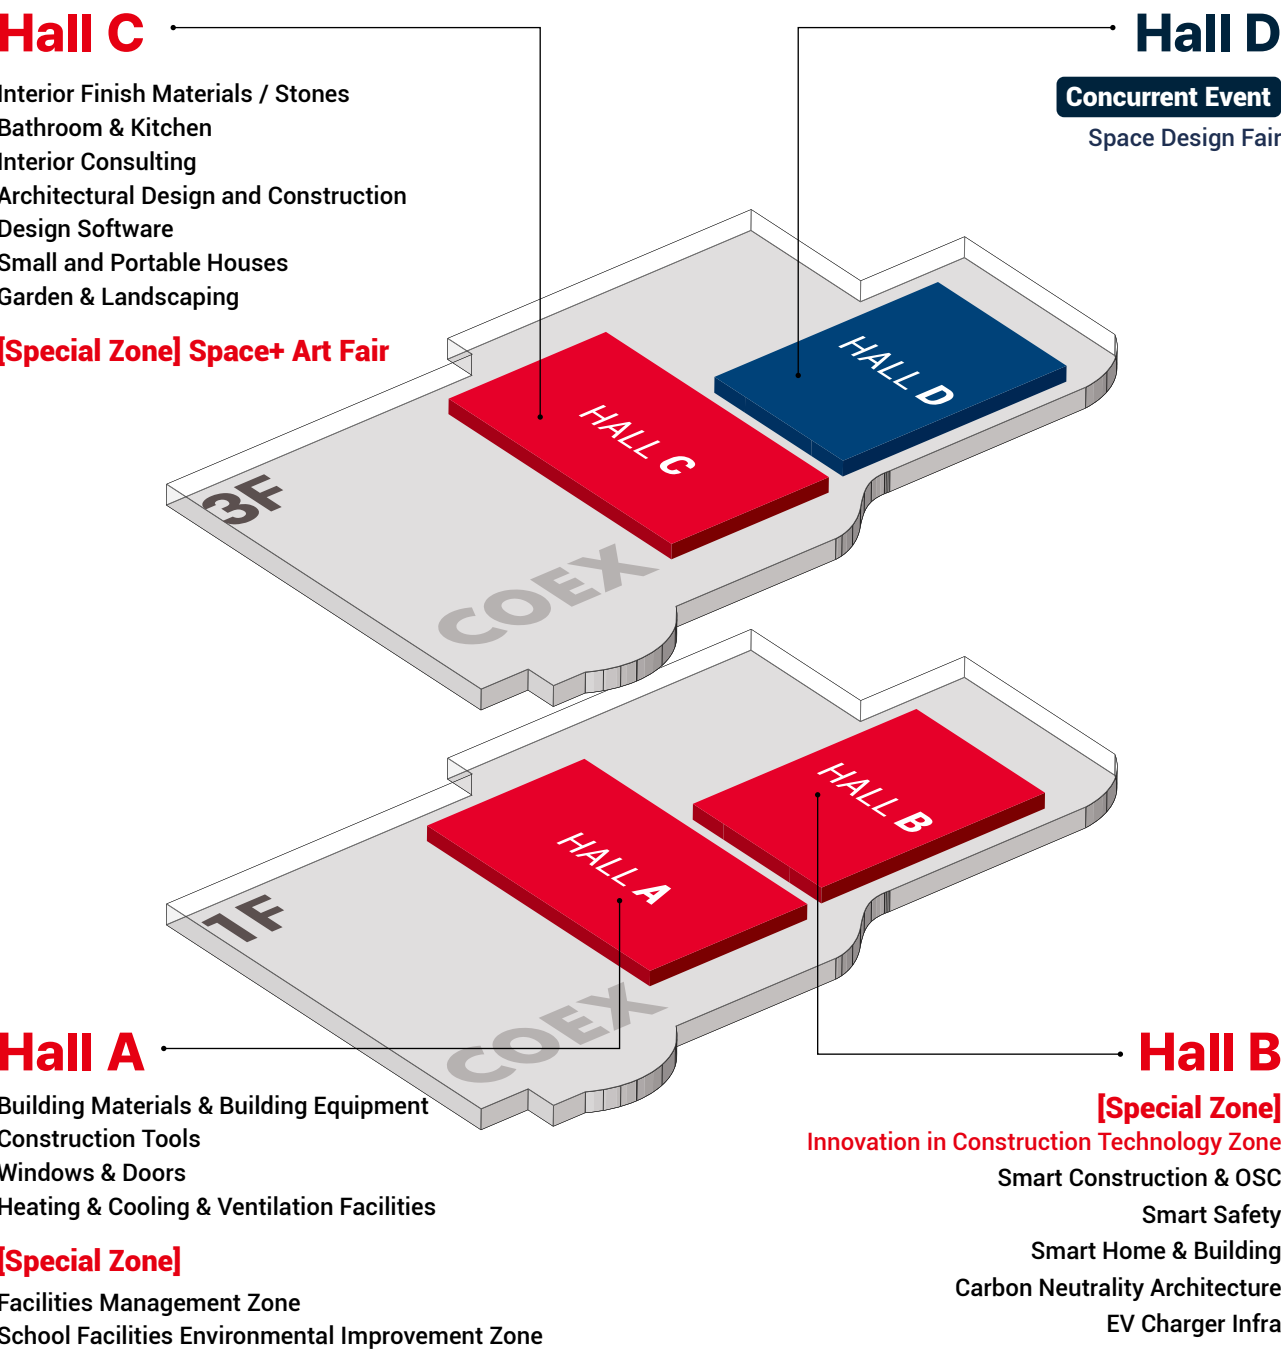 Hall C
Interior Finish Materials / Stones
Bathroom & Kitchen
Interior Consulting
Architectural Design and Construction
Design Software
Small and Portable Houses
Garden & Landscaping
[Special Zone] Space+ Art Fair
Hall D
Concurrent Event
Space Design Fair
HALL D
HALL C
3F
COEX
HALL B
HALL A
1F
COEX
Hall A
Building Materials & Building Equipment
Construction Tools
Windows & Doors
Heating & Cooling & Ventilation Facilities
[Special Zone]
Facilities Management Zone
School Facilities Environmental Improvement Zone
Hall B
[Special Zone]
Innovation in Construction Technology Zone
Smart Construction & OSC
Smart Safety
Smart Home & Building
Carbon Neutrality Architecture
EV Charger Infra